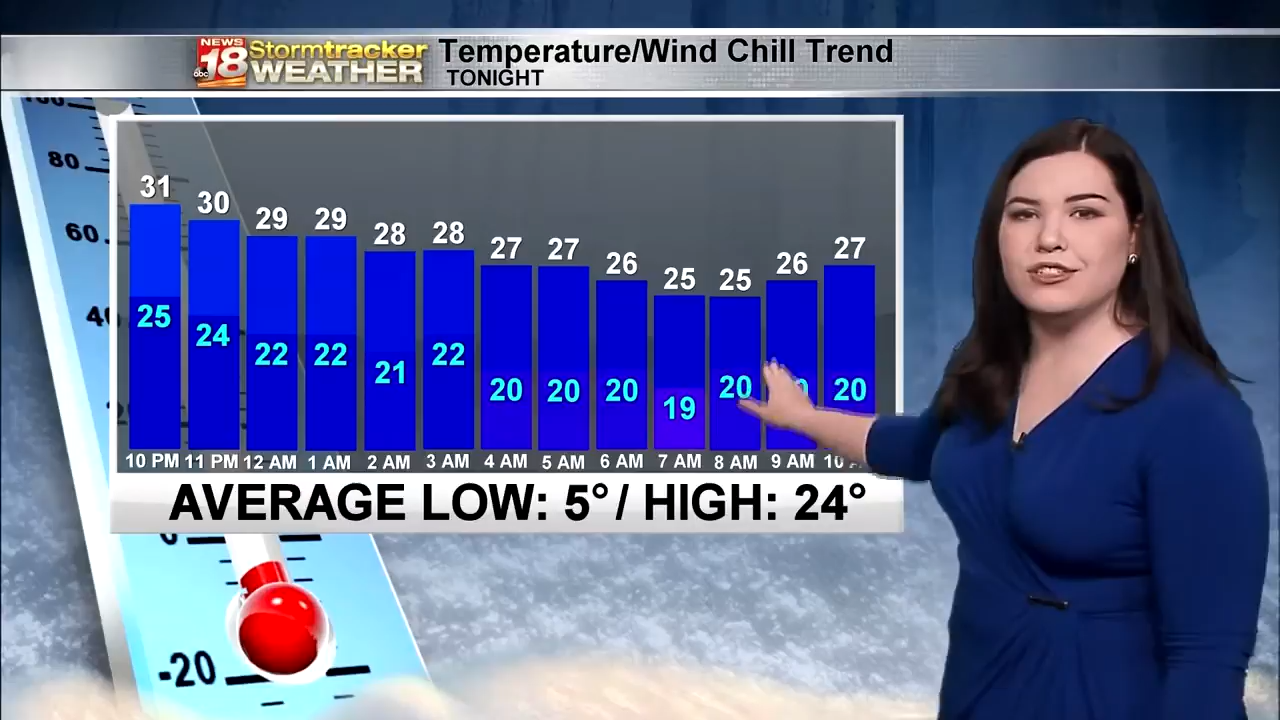 NEWS
abc 18
Stormtracker
WEATHER
Temperature/Wind Chill Trend
TONIGHT
80
60
31 30 29 29 28 28 27 27 26 25 25 26 27
25 24 22 22 21 22 20 20 20 19 20 20
10 PM 11 PM 12 AM 1 AM 2 AM 3 AM 4 AM 5 AM 6 AM 7 AM 8 AM 9 AM 10
AVERAGE LOW: 5° / HIGH: 24°
-20